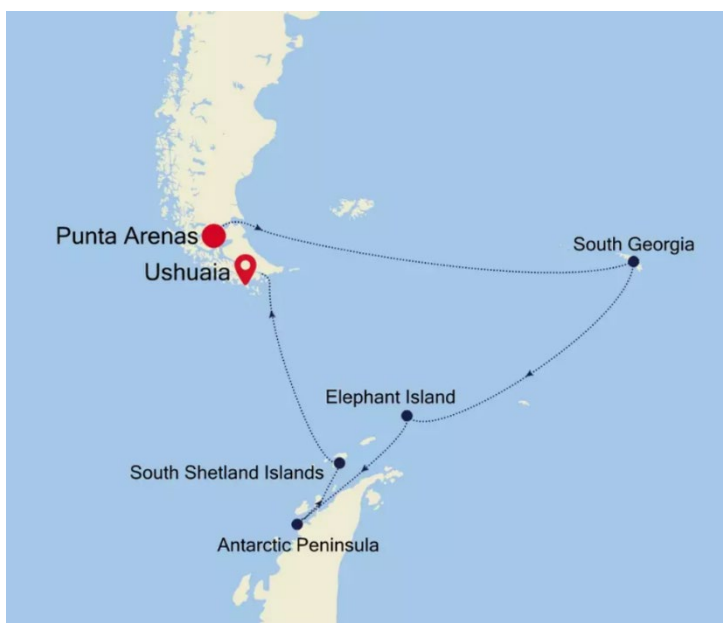 Punta Arenas
South Georgia
Ushuaia
Elephant Island
South Shetland Islands
Antarctic Peninsula